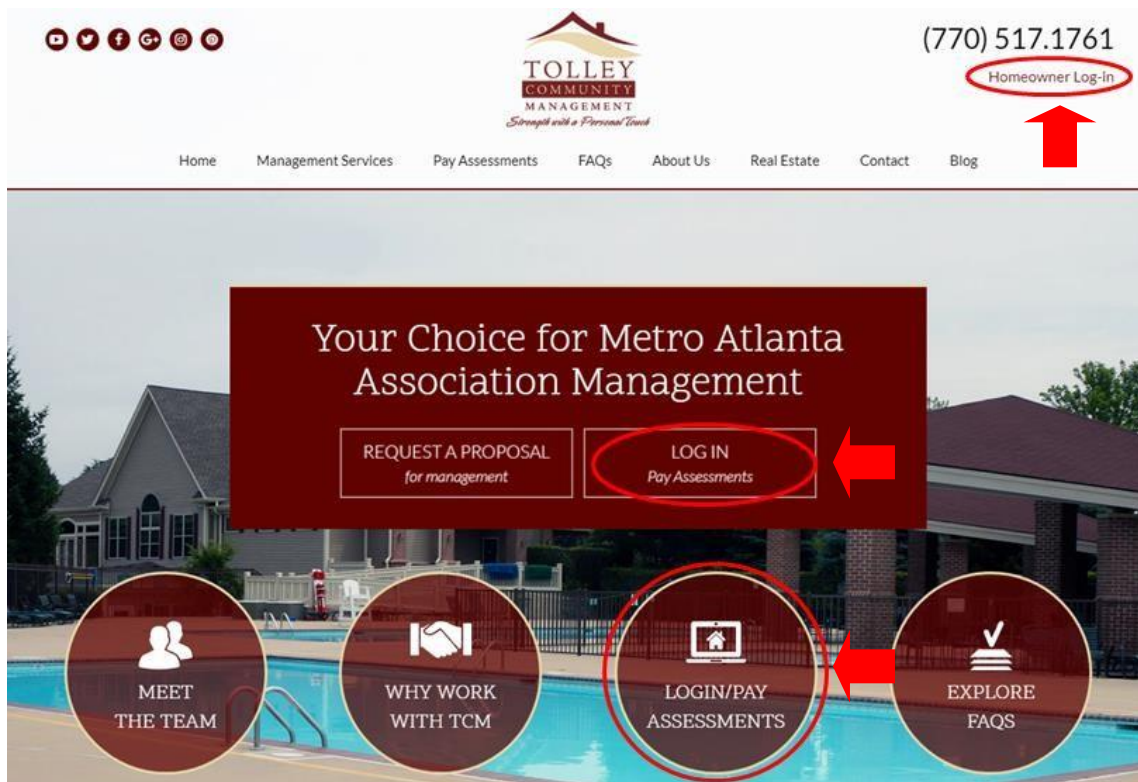 TOLLEY
COMMUNITY
MANAGEMENT
Strength with a Personal Touch
(770) 517.1761
Homeowner Log-in
Home Management Services Pay Assessments FAQs About Us Real Estate Contact Blog
Your Choice for Metro Atlanta
Association Management
REQUEST A PROPOSAL
for management
LOG IN
Pay Assessments
MEET
THE TEAM
WHY WORK
WITH TCM
LOGIN/PAY
ASSESSMENTS
EXPLORE
FAQS